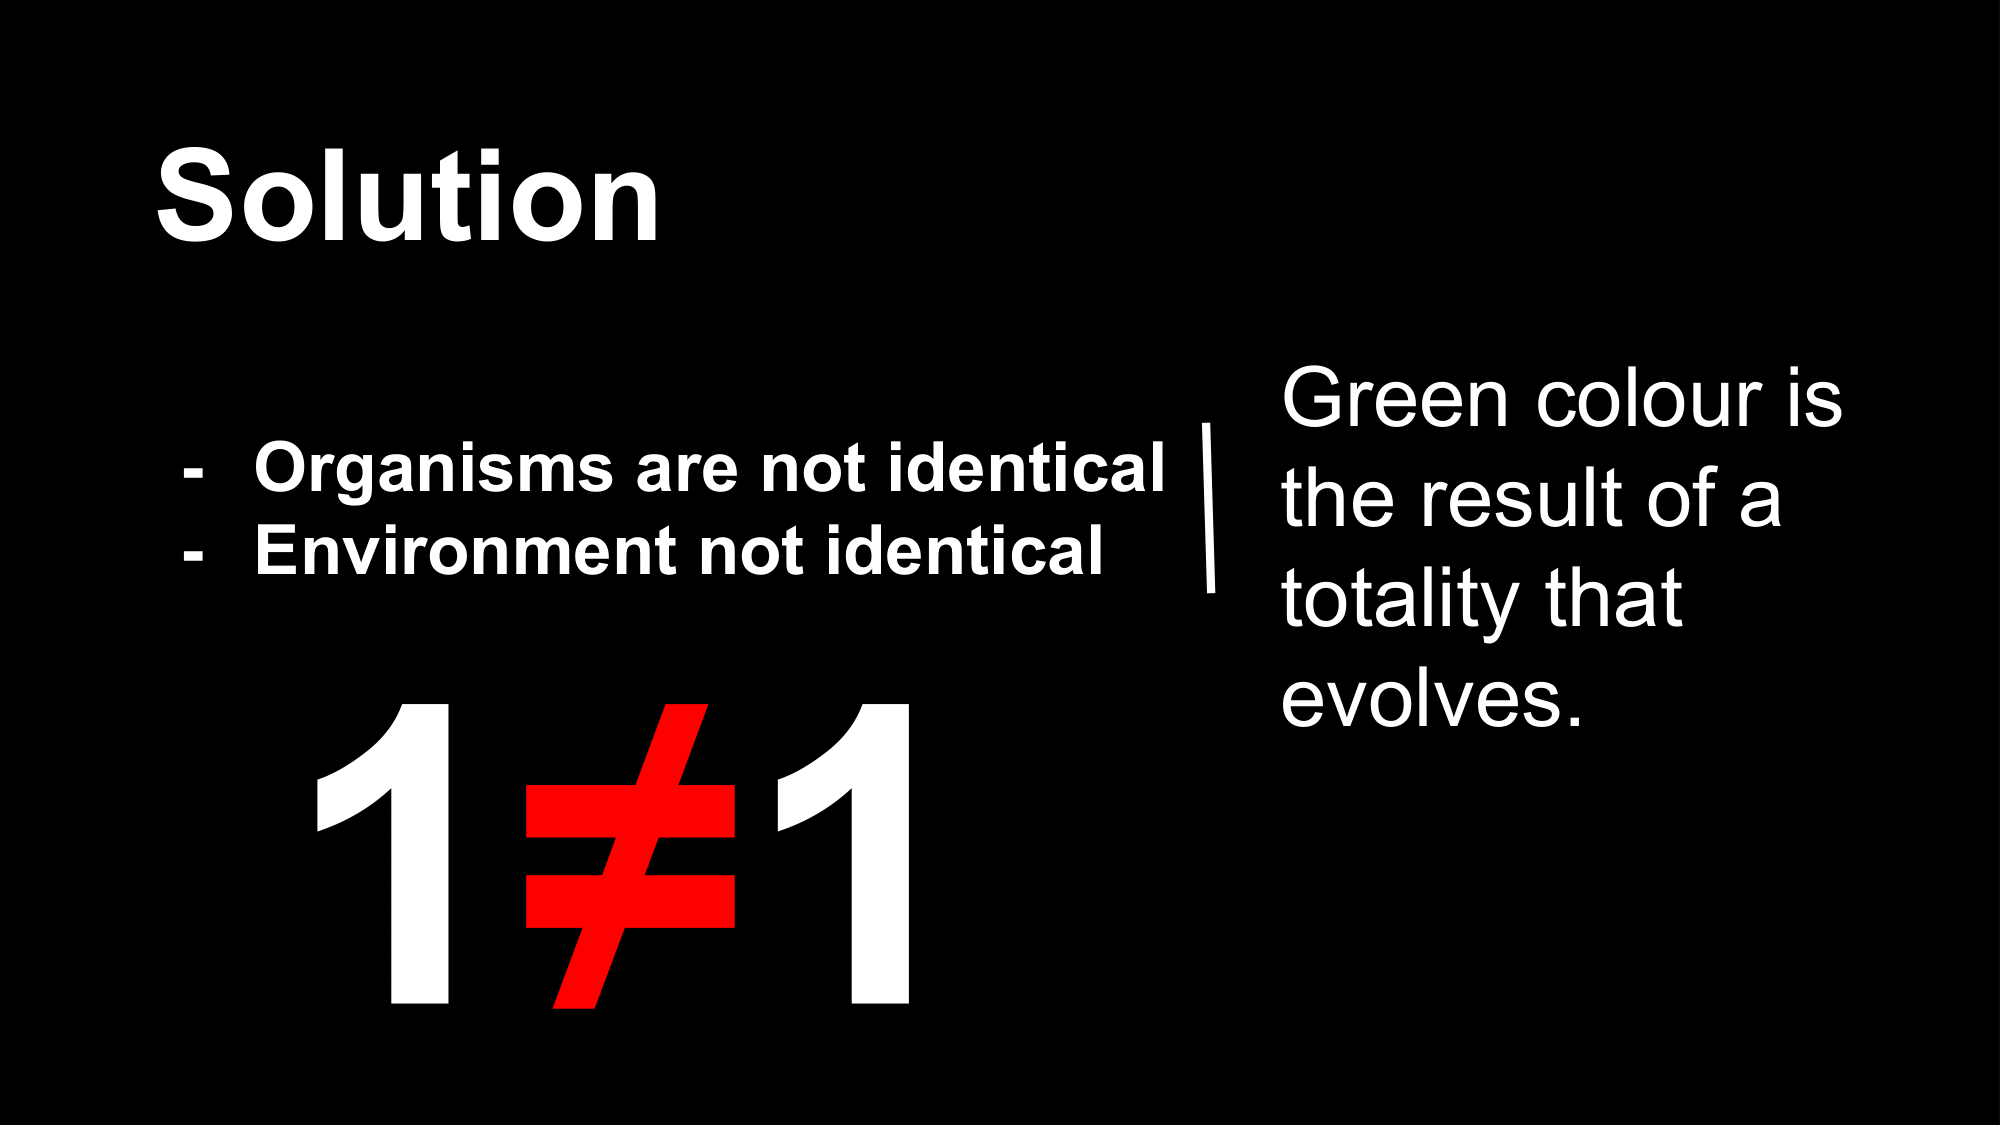 Solution
- Organisms are not identical
- Environment not identical
1≠1
Green colour is
the result of a
totality that
evolves.